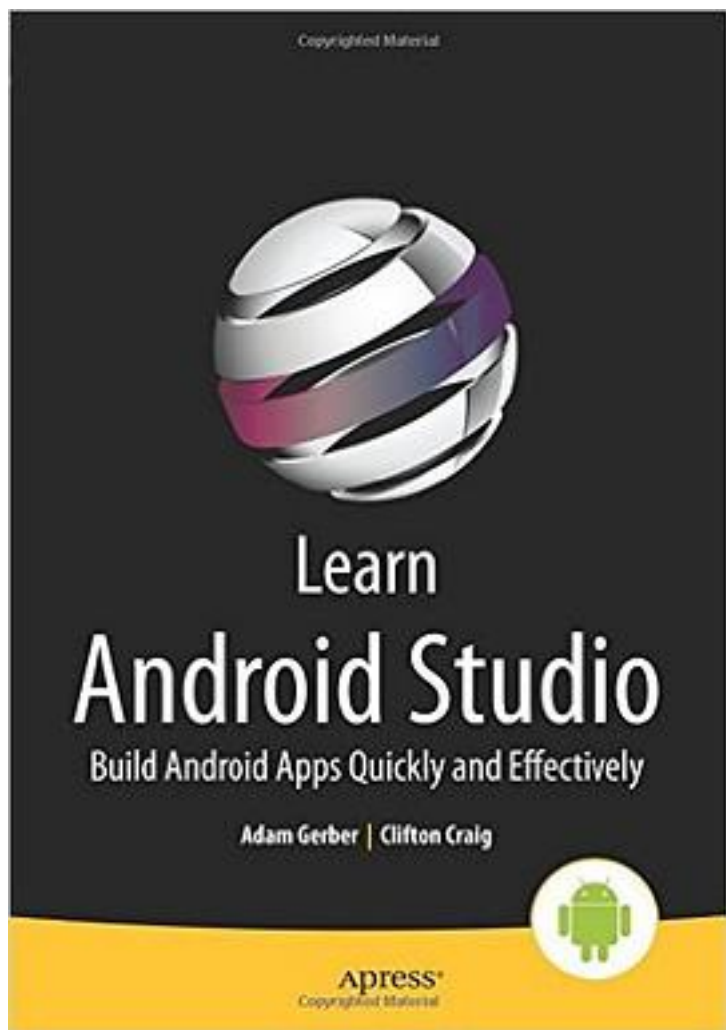 Copyrighted Material
Learn
Android Studio
Build Android Apps Quickly and Effectively
Adam Gerber | Clifton Craig
Apress®
Copyrighted Material